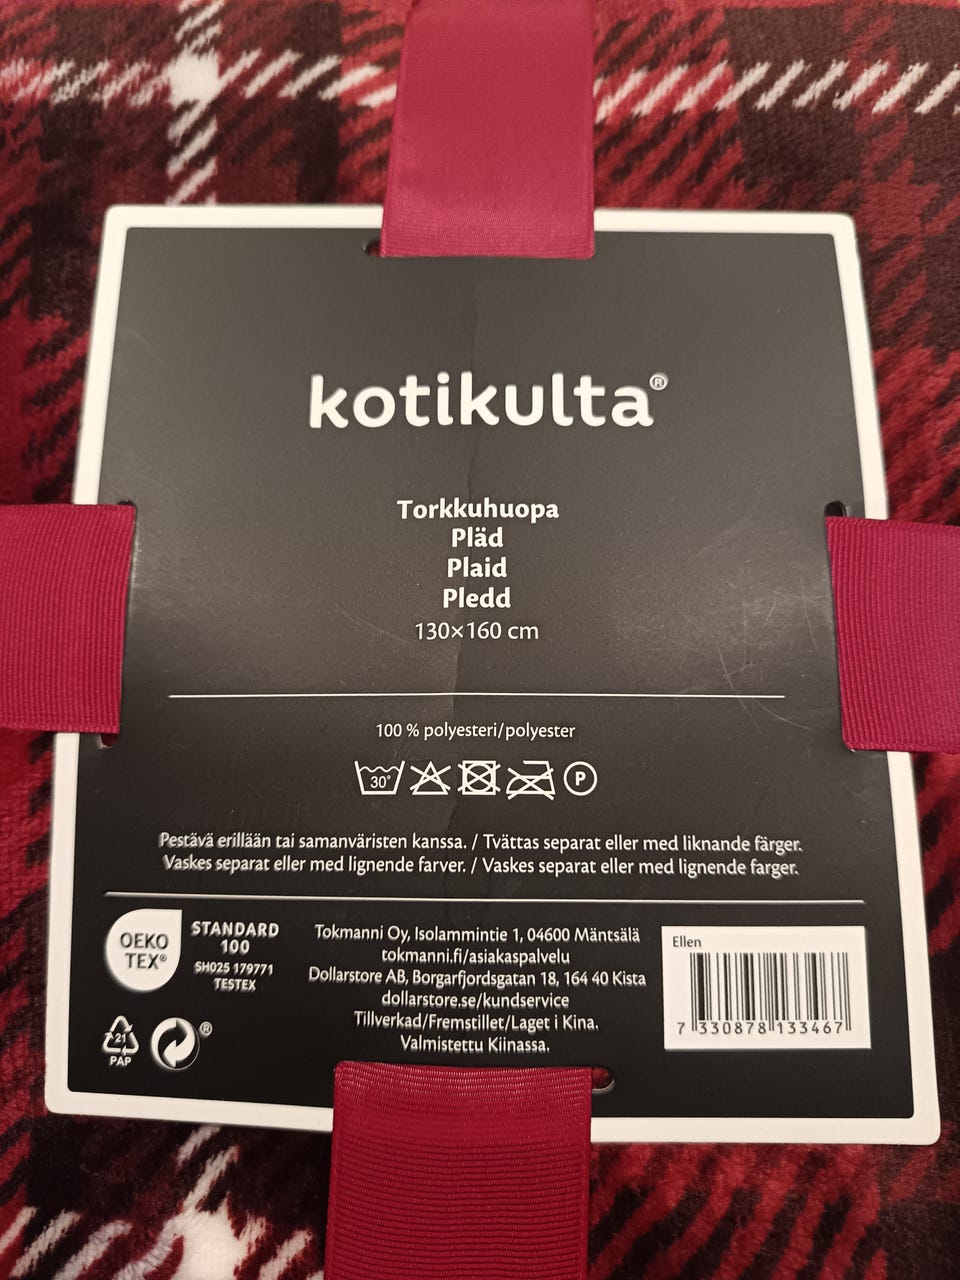 kotikulta®
Torkkuhuopa
Pläd
Plaid
Pledd
130×160 cm
100 % polyesteri/polyester
30°
P
Pestävä erillään tai samanväristen kanssa. / Tvättas separat eller med liknande färger.
Vaskes separat eller med lignende farver. / Vaskes separat eller med lignende farger.
OEKO
TEX®
STANDARD
100
SH025 179771
TESTEX
21
PAP
®
Tokmanni Oy, Isolammintie 1, 04600 Mäntsälä
tokmanni.fi/asiakaspalvelu
Dollarstore AB, Borgarfjordsgatan 18, 164 40 Kista
dollarstore.se/kundservice
Tillverkad/Fremstillet/Laget i Kina.
Valmistettu Kiinassa.
Ellen
7 330878 133467